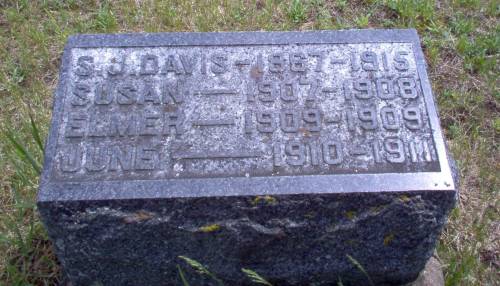 S.J. DAVIS - 1867 - 1915
SUSAN — 1907 - 1908
ELMER — 1909 - 1909
JUNE — 1910 - 1911